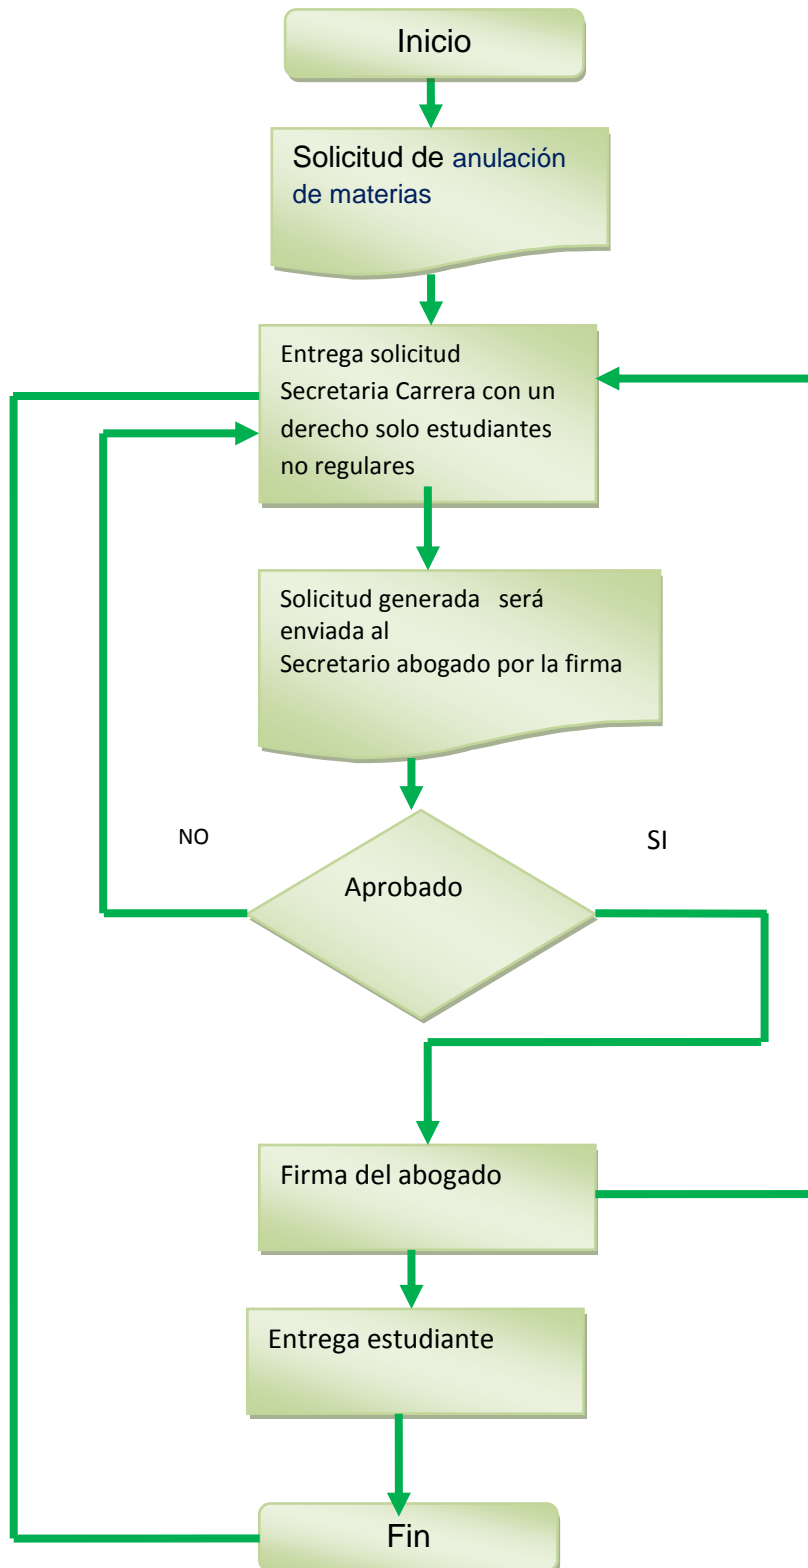 Inicio
Solicitud de anulación
de materias
Entrega solicitud
Secretaria Carrera con un
derecho solo estudiantes
no regulares
Solicitud generada será
enviada al
Secretario abogado por la firma
NO
SI
Aprobado
Firma del abogado
Entrega estudiante
Fin